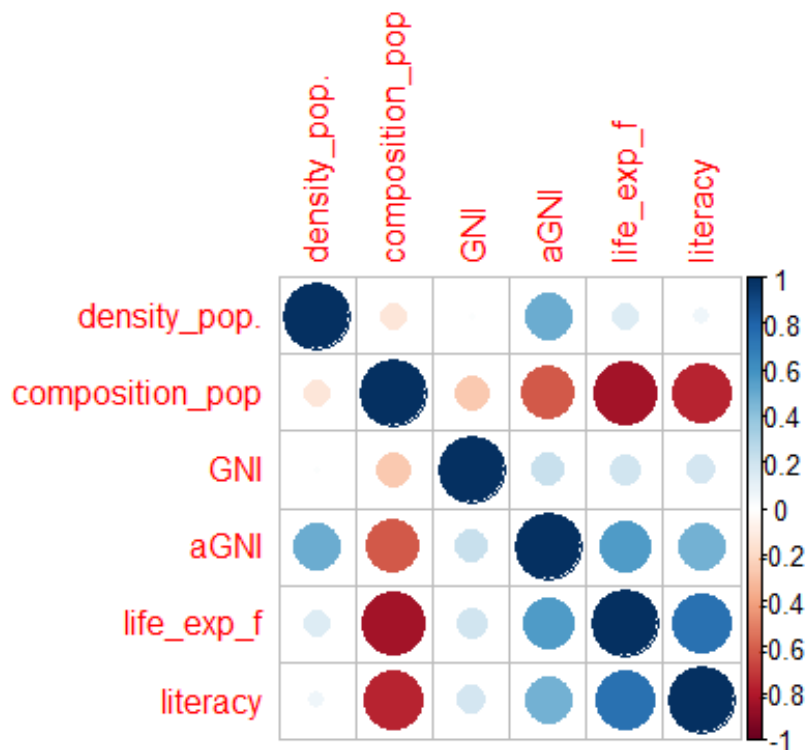 density_pop.
composition_pop
GNI
aGNI
life_exp_f
literacy
density_pop.
composition_pop
GNI
aGNI
life_exp_f
literacy
1
0.8
0.6
0.4
0.2
0
-0.2
-0.4
-0.6
-0.8
-1